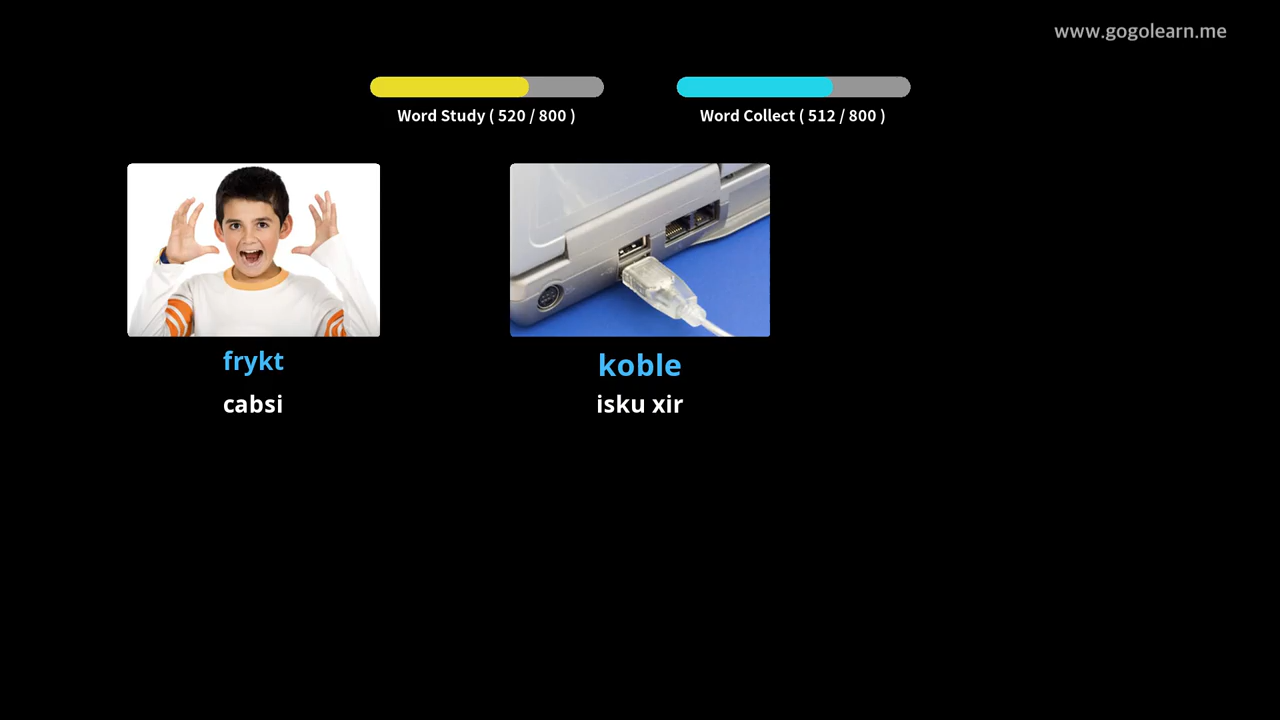 www.gogolearn.me
Word Study ( 520 / 800 )
Word Collect ( 512 / 800 )
frykt
koble
cabsi
isku xir